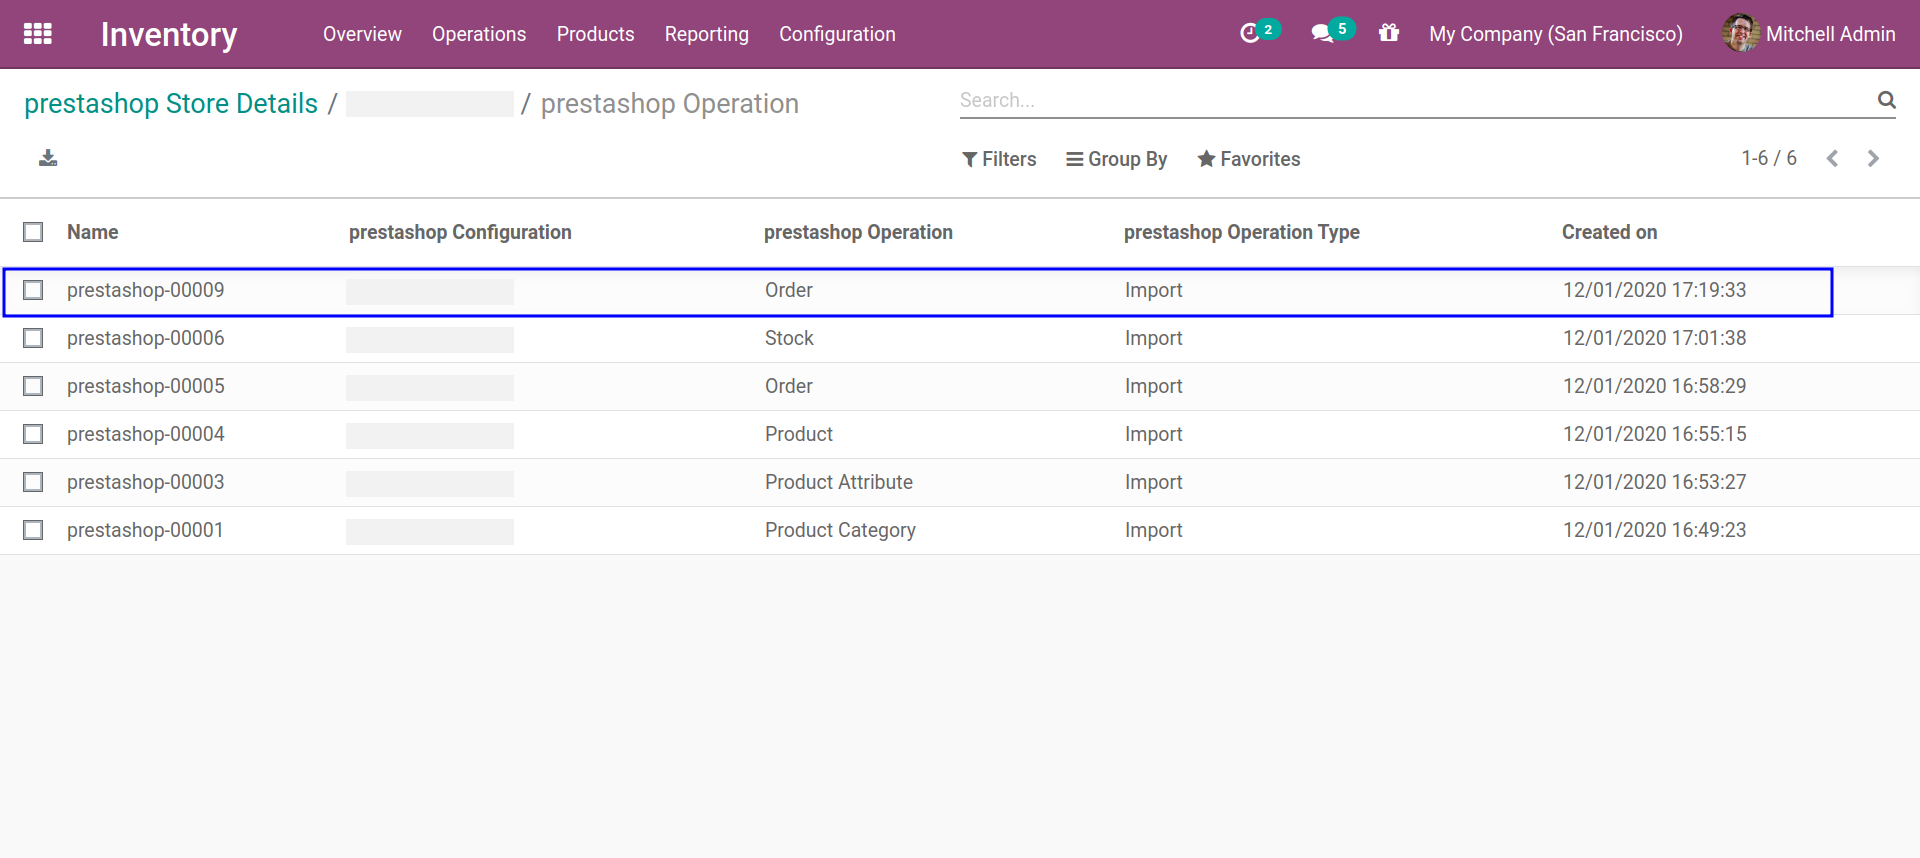 Inventory Overview Operations Products Reporting Configuration 2 5 My Company (San Francisco) Mitchell Admin
prestashop Store Details / / prestashop Operation Search...
Filters Group By Favorites 1-6 / 6
Name prestashop Configuration prestashop Operation prestashop Operation Type Created on
prestashop-00009 Order Import 12/01/2020 17:19:33
prestashop-00006 Stock Import 12/01/2020 17:01:38
prestashop-00005 Order Import 12/01/2020 16:58:29
prestashop-00004 Product Import 12/01/2020 16:55:15
prestashop-00003 Product Attribute Import 12/01/2020 16:53:27
prestashop-00001 Product Category Import 12/01/2020 16:49:23